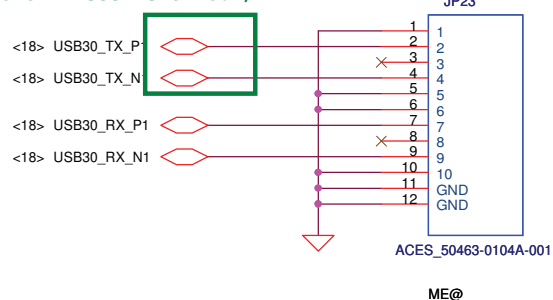 JP23
1 1
<18> USB30_TX_P1 2 2
3 3
<18> USB30_TX_N1 4 4
5 5
6 6
<18> USB30_RX_P1 7 7
8 8
<18> USB30_RX_N1 9 9
10 10
11 GND
12 GND
ACES_50463-0104A-001
ME@